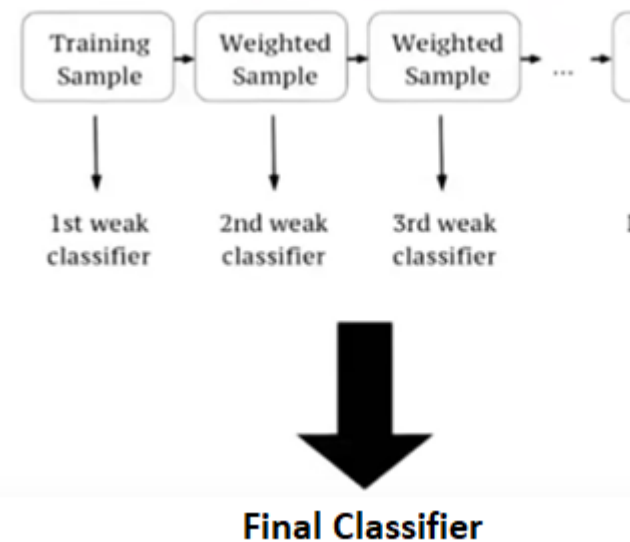 Training
Sample
Weighted
Sample
Weighted
Sample
...
1st weak
classifier
2nd weak
classifier
3rd weak
classifier
Final Classifier